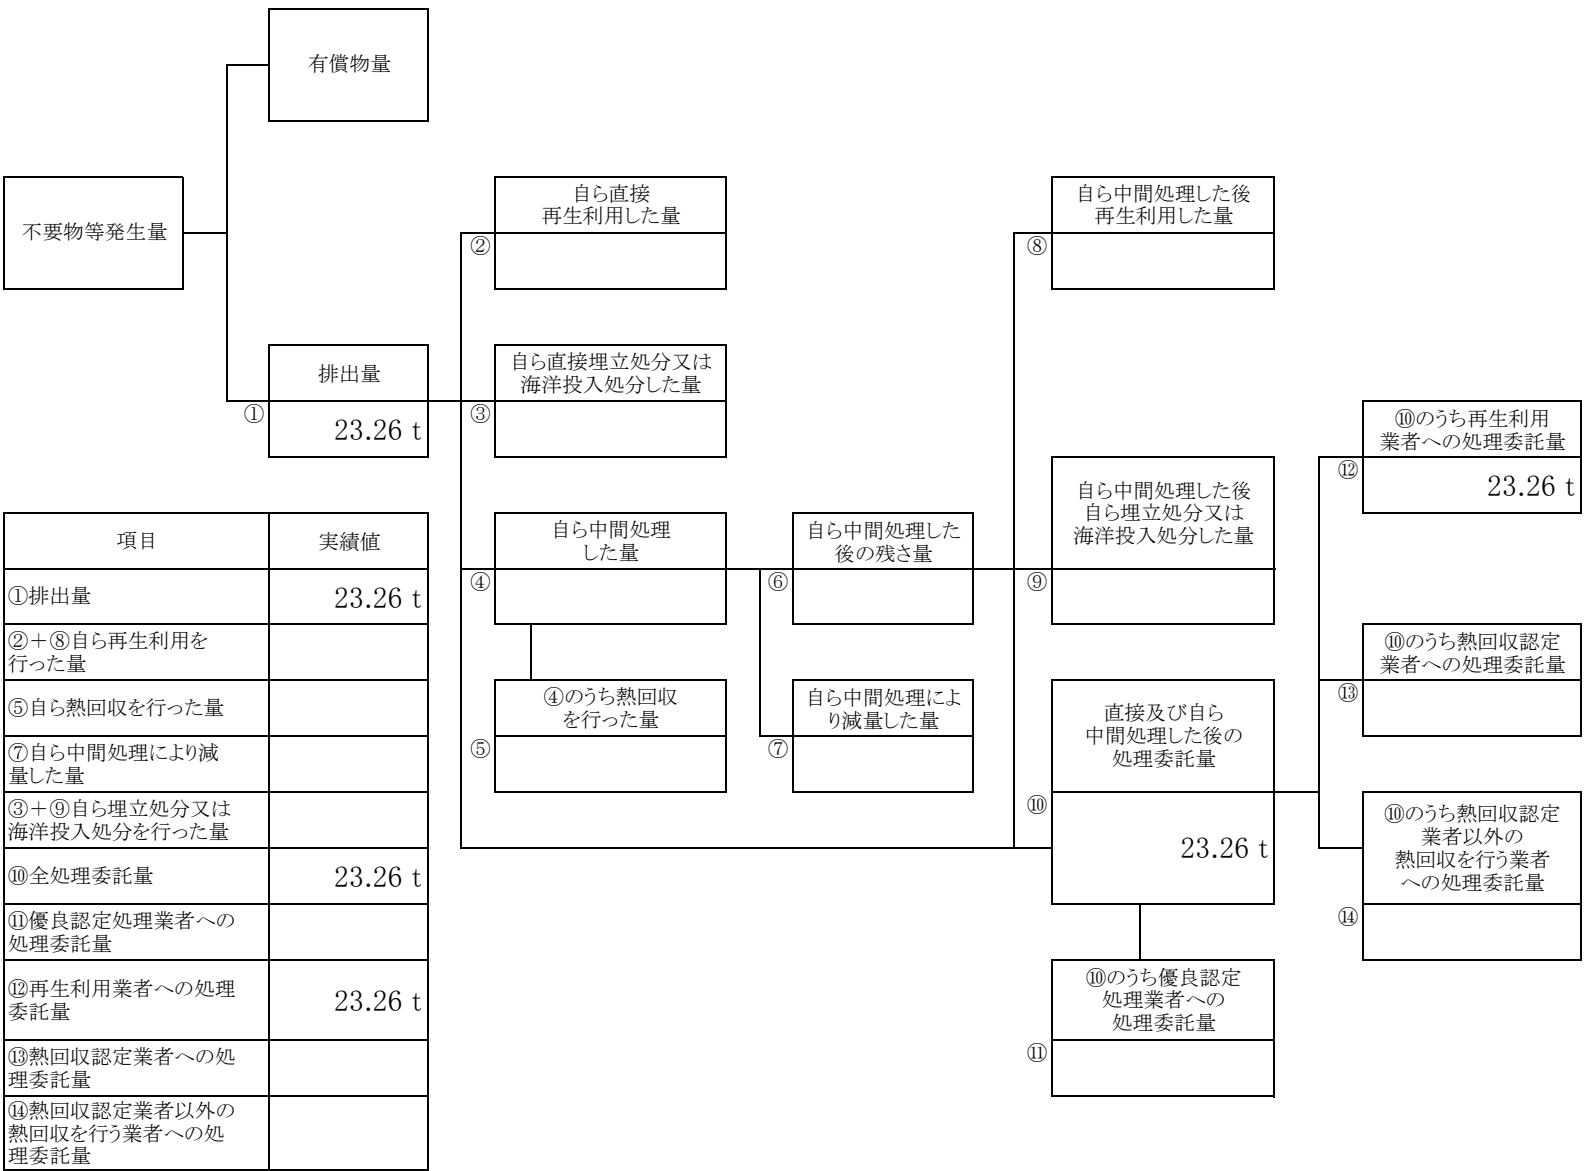 有償物量
不要物等発生量
排出量
①
23.26 t
自ら直接
再生利用した量
②
自ら直接埋立処分又は
海洋投入処分した量
③
自ら中間処理
した量
④
④のうち熱回収
を行った量
⑤
自ら中間処理した
後の残さ量
⑥
自ら中間処理によ
り減量した量
⑦
自ら中間処理した後
再生利用した量
⑧
自ら中間処理した後
自ら埋立処分又は
海洋投入処分した量
⑨
直接及び自ら
中間処理した後の
処理委託量
⑩
23.26 t
⑩のうち優良認定
処理業者への
処理委託量
⑪
⑩のうち再生利用
業者への処理委託量
⑫
23.26 t
⑩のうち熱回収認定
業者への処理委託量
⑬
⑩のうち熱回収認定
業者以外の
熱回収を行う業者
への処理委託量
⑭
項目 実績値
①排出量 23.26 t
②＋⑧自ら再生利用を
行った量
⑤自ら熱回収を行った量
⑦自ら中間処理により減
量した量
③＋⑨自ら埋立処分又は
海洋投入処分を行った量
⑩全処理委託量 23.26 t
⑪優良認定処理業者への
処理委託量
⑫再生利用業者への処理
委託量 23.26 t
⑬熱回収認定業者への処
理委託量
⑭熱回収認定業者以外の
熱回収を行う業者への処
理委託量